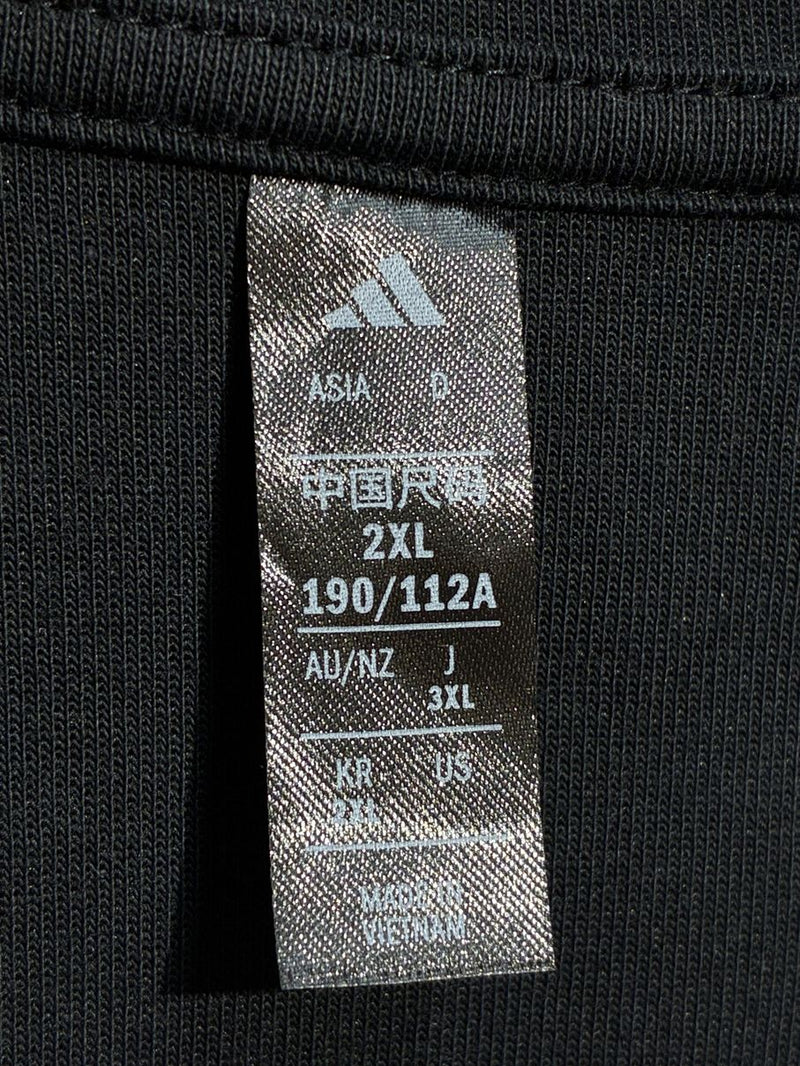 ASIA D
中国尺码
2XL
190/112A
AU/NZ J
3XL
KR US
2XL
MADE IN
VIETNAM